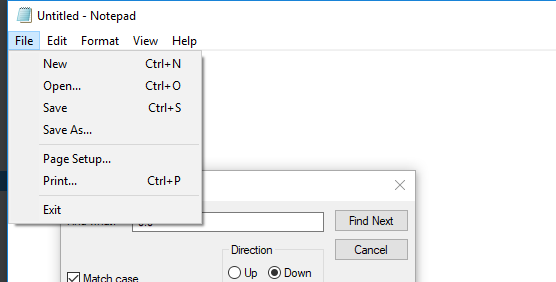 Untitled - Notepad
File Edit Format View Help
New Ctrl+N
Open... Ctrl+O
Save Ctrl+S
Save As...
Page Setup...
Print... Ctrl+P
Exit
Find Next
Direction
Cancel
Match case
Up
Down